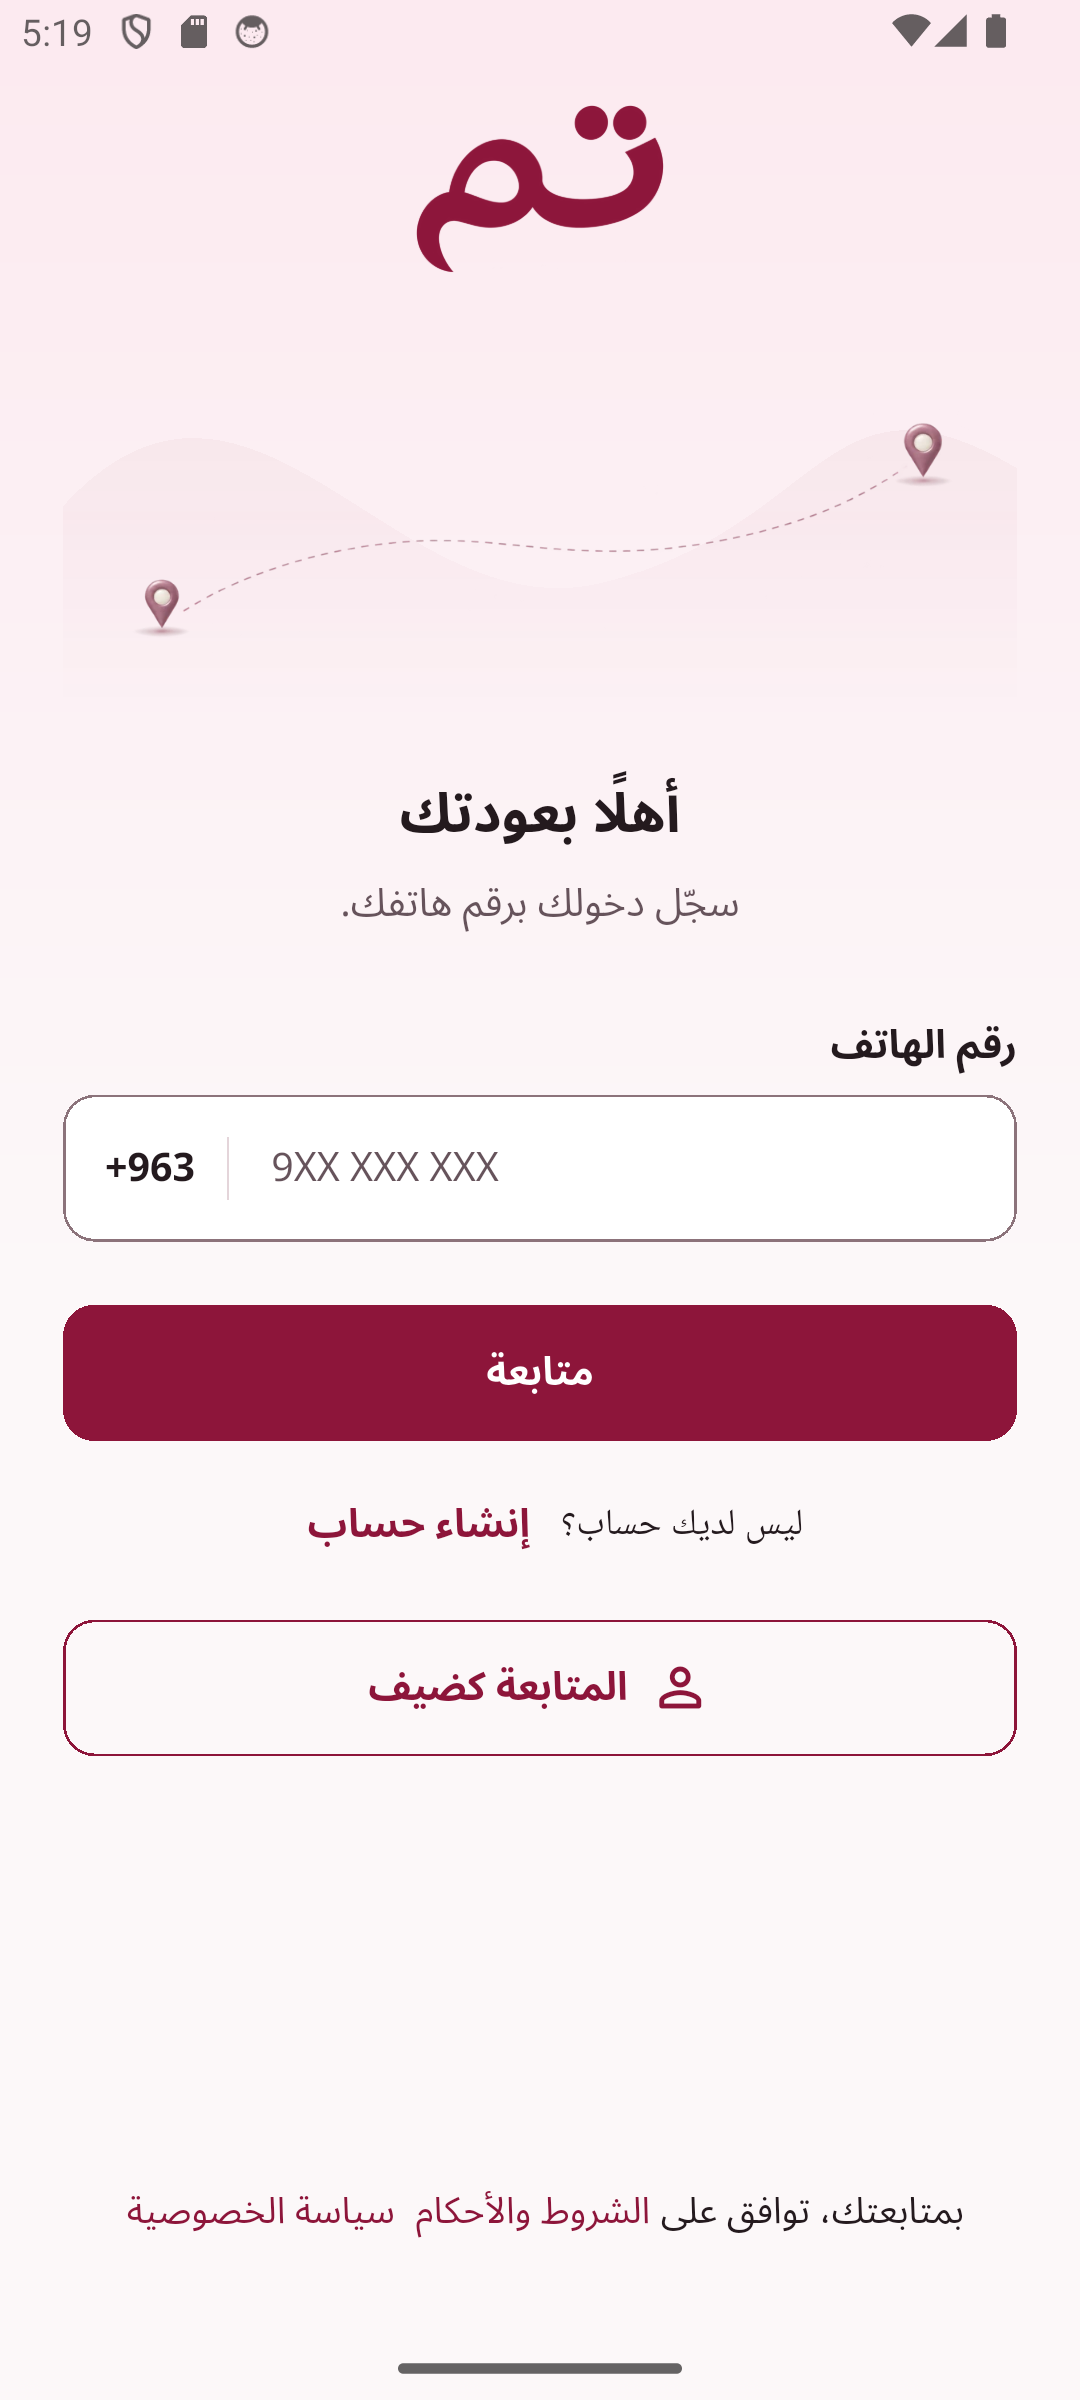 5:19
تم
أهلًا بعودتك
سجّل دخولك برقم هاتفك.
رقم الهاتف
+963 9XX XXX XXX
متابعة
ليس لديك حساب؟ إنشاء حساب
المتابعة كضيف
بمتابعتك، توافق على الشروط والأحكام سياسة الخصوصية